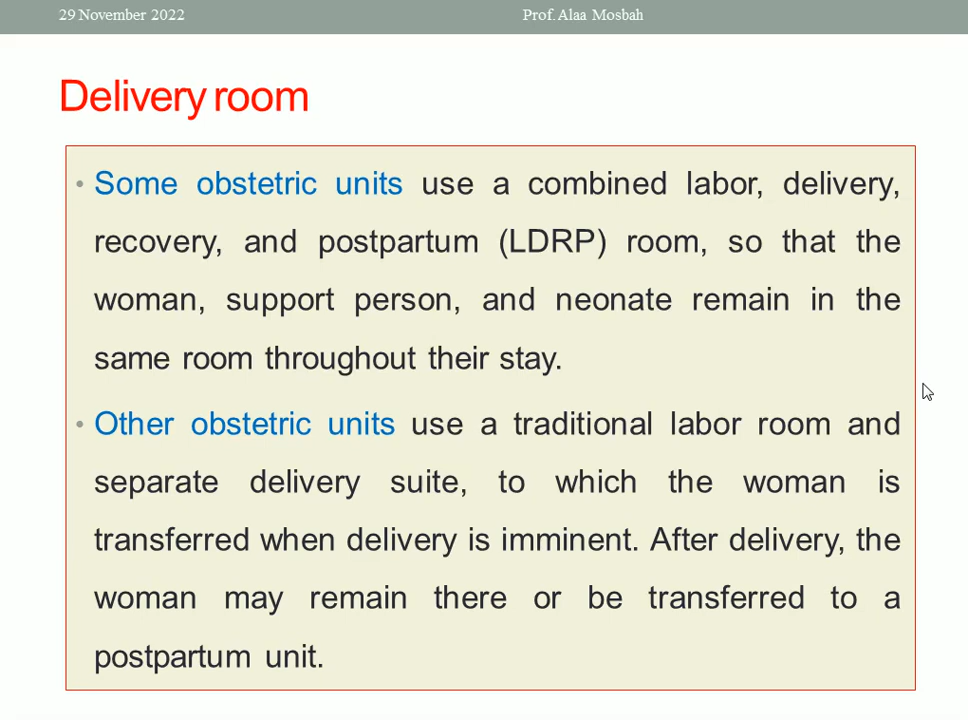 29 November 2022
Prof. Alaa Mosbah
Delivery room
• Some obstetric units use a combined labor, delivery,
recovery, and postpartum (LDRP) room, so that the
woman, support person, and neonate remain in the
same room throughout their stay.
• Other obstetric units use a traditional labor room and
separate delivery suite, to which the woman is
transferred when delivery is imminent. After delivery, the
woman may remain there or be transferred to a
postpartum unit.